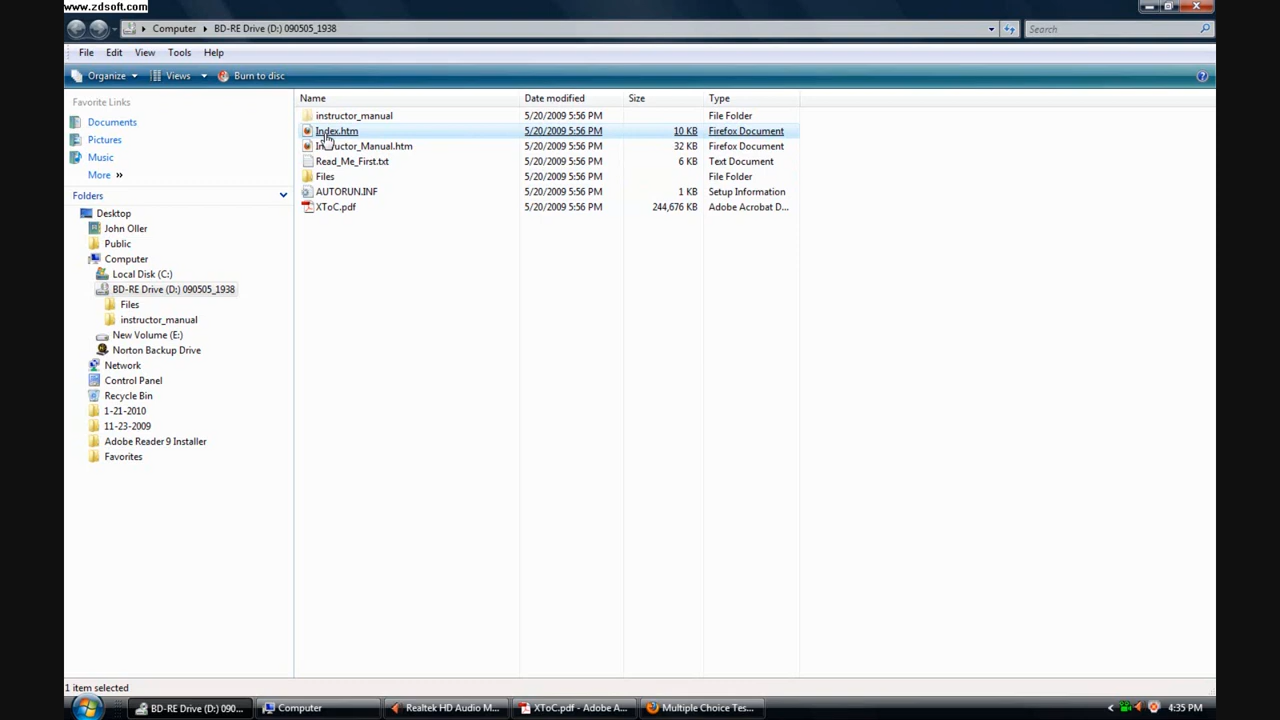 www.zdsoft.com
Computer BD-RE Drive (D:) 090505_1938 Search
File Edit View Tools Help
Organize Views Burn to disc
Favorite Links
Documents
Pictures
Music
More »
Folders
Desktop
John Oller
Public
Computer
Local Disk (C:)
BD-RE Drive (D:) 090505_1938
Files
instructor_manual
New Volume (E:)
Norton Backup Drive
Network
Control Panel
Recycle Bin
1-21-2010
11-23-2009
Adobe Reader 9 Installer
Favorites
Name Date modified Size Type
instructor_manual 5/20/2009 5:56 PM File Folder
Index.htm 5/20/2009 5:56 PM 10 KB Firefox Document
Instructor_Manual.htm 5/20/2009 5:56 PM 32 KB Firefox Document
Read_Me_First.txt 5/20/2009 5:56 PM 6 KB Text Document
Files 5/20/2009 5:56 PM File Folder
AUTORUN.INF 5/20/2009 5:56 PM 1 KB Setup Information
XToC.pdf 5/20/2009 5:56 PM 244,676 KB Adobe Acrobat D...
1 item selected
BD-RE Drive (D:) 090... Computer Realtek HD Audio M... XToC.pdf - Adobe A... Multiple Choice Tes... 4:35 PM